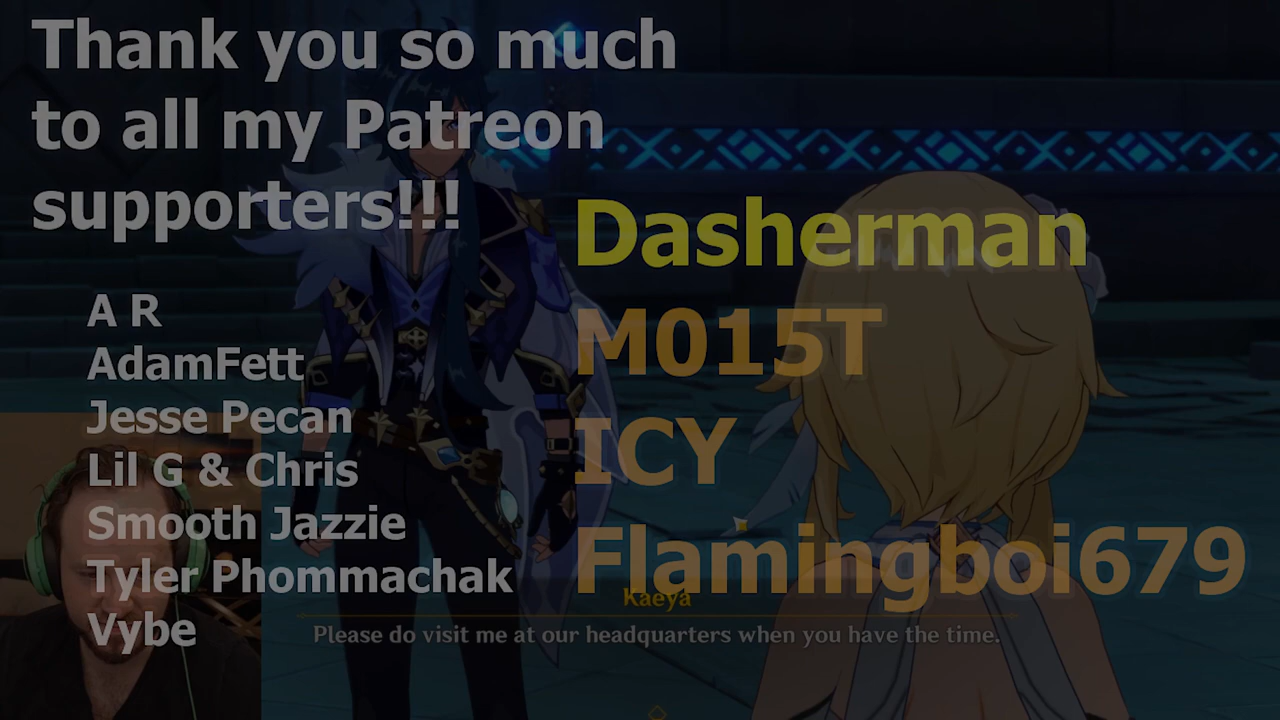 Thank you so much
to all my Patreon
supporters!!!
A R
AdamFett
Jesse Pecan
Lil G & Chris
Smooth Jazzie
Tyler Phommachak
Vybe
Dasherman
M015T
ICY
Flamingboi679
Kaeya
Please do visit me at our headquarters when you have the time.